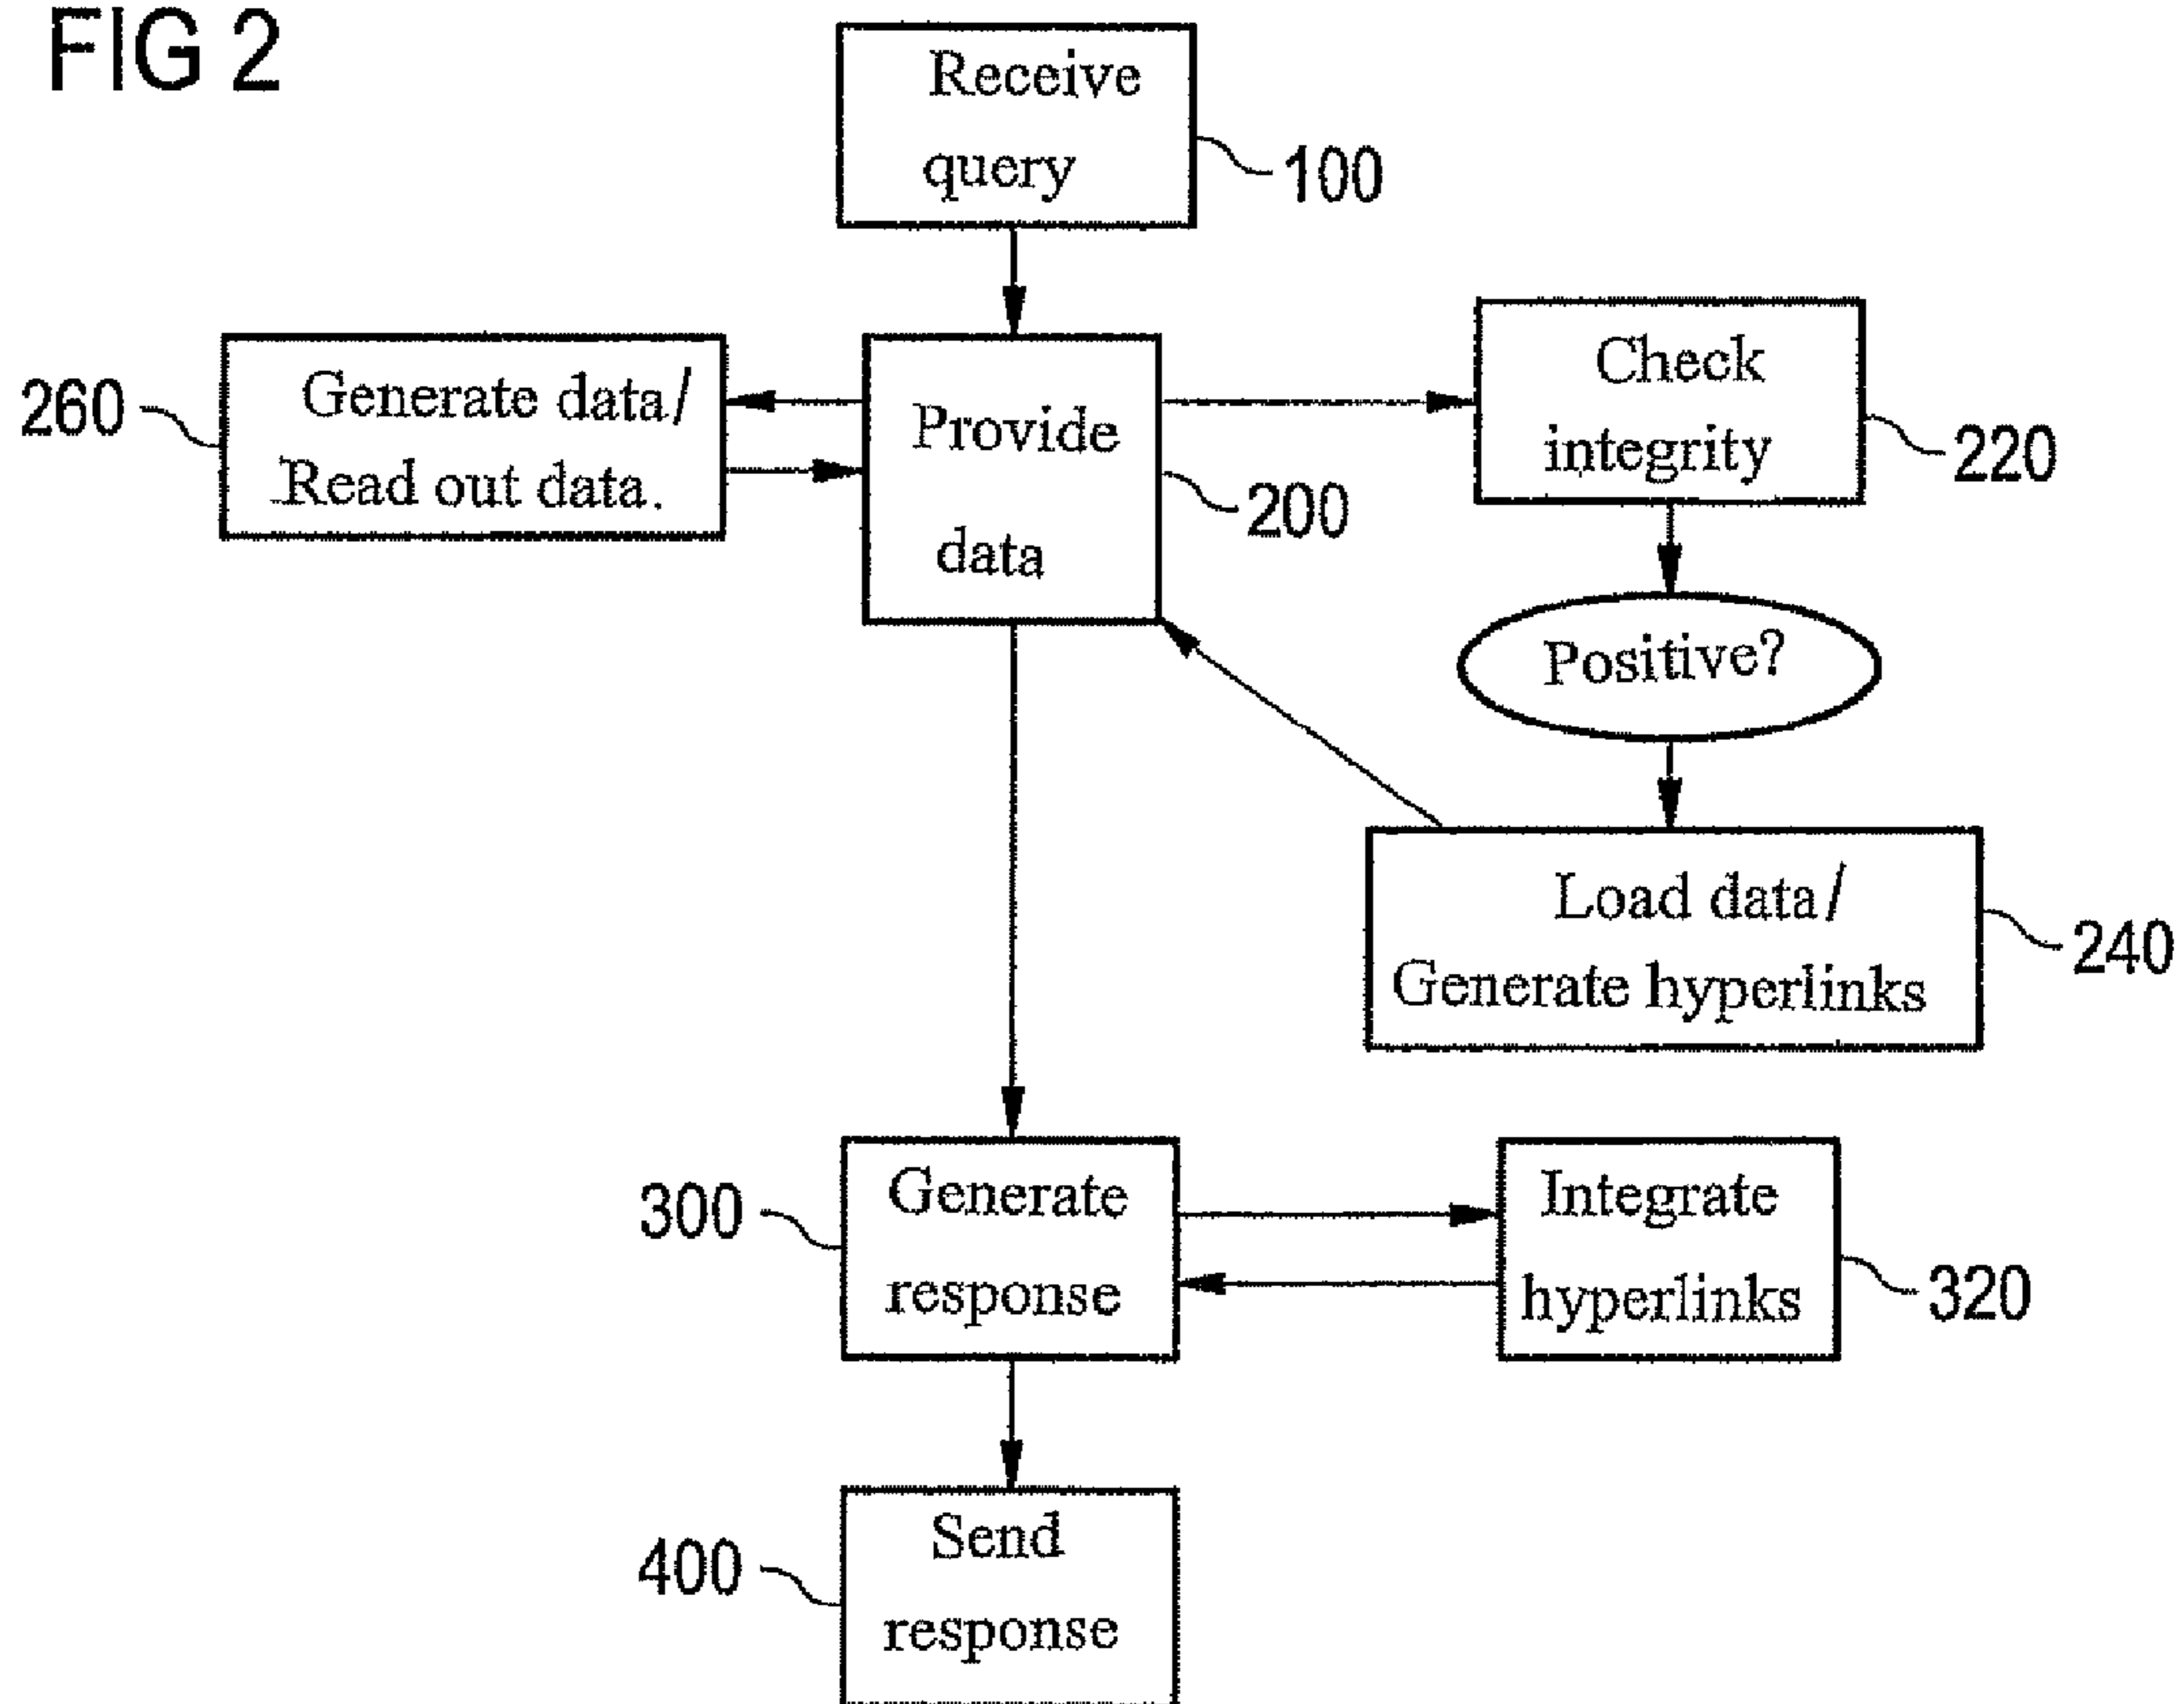 FIG 2
Receive
query
100
260
Generate data/
Read out data.
Provide
data
200
Check
integrity
220
Positive?
Load data/
Generate hyperlinks
240
300
Generate
response
Integrate
hyperlinks
320
400
Send
response